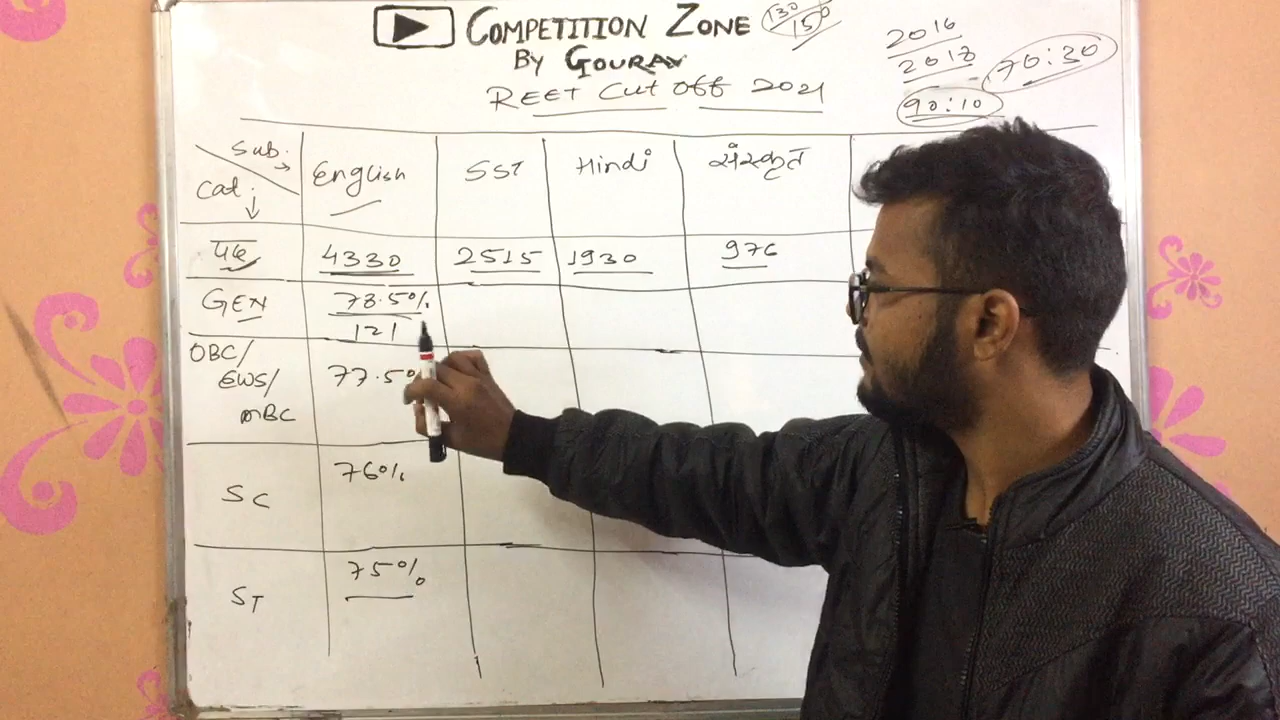 COMPETITION ZONE
130
150
BY GOURAV
REET Cut Off 2021
2016
2018
70:30
90:10
Sub.
Cat.
English
SST
Hindi
संस्कृत
पद
4330
2515
1930
976
GEN
78.5%
121
OBC/
EWS/
MBC
77.5%
SC
76%
ST
75%